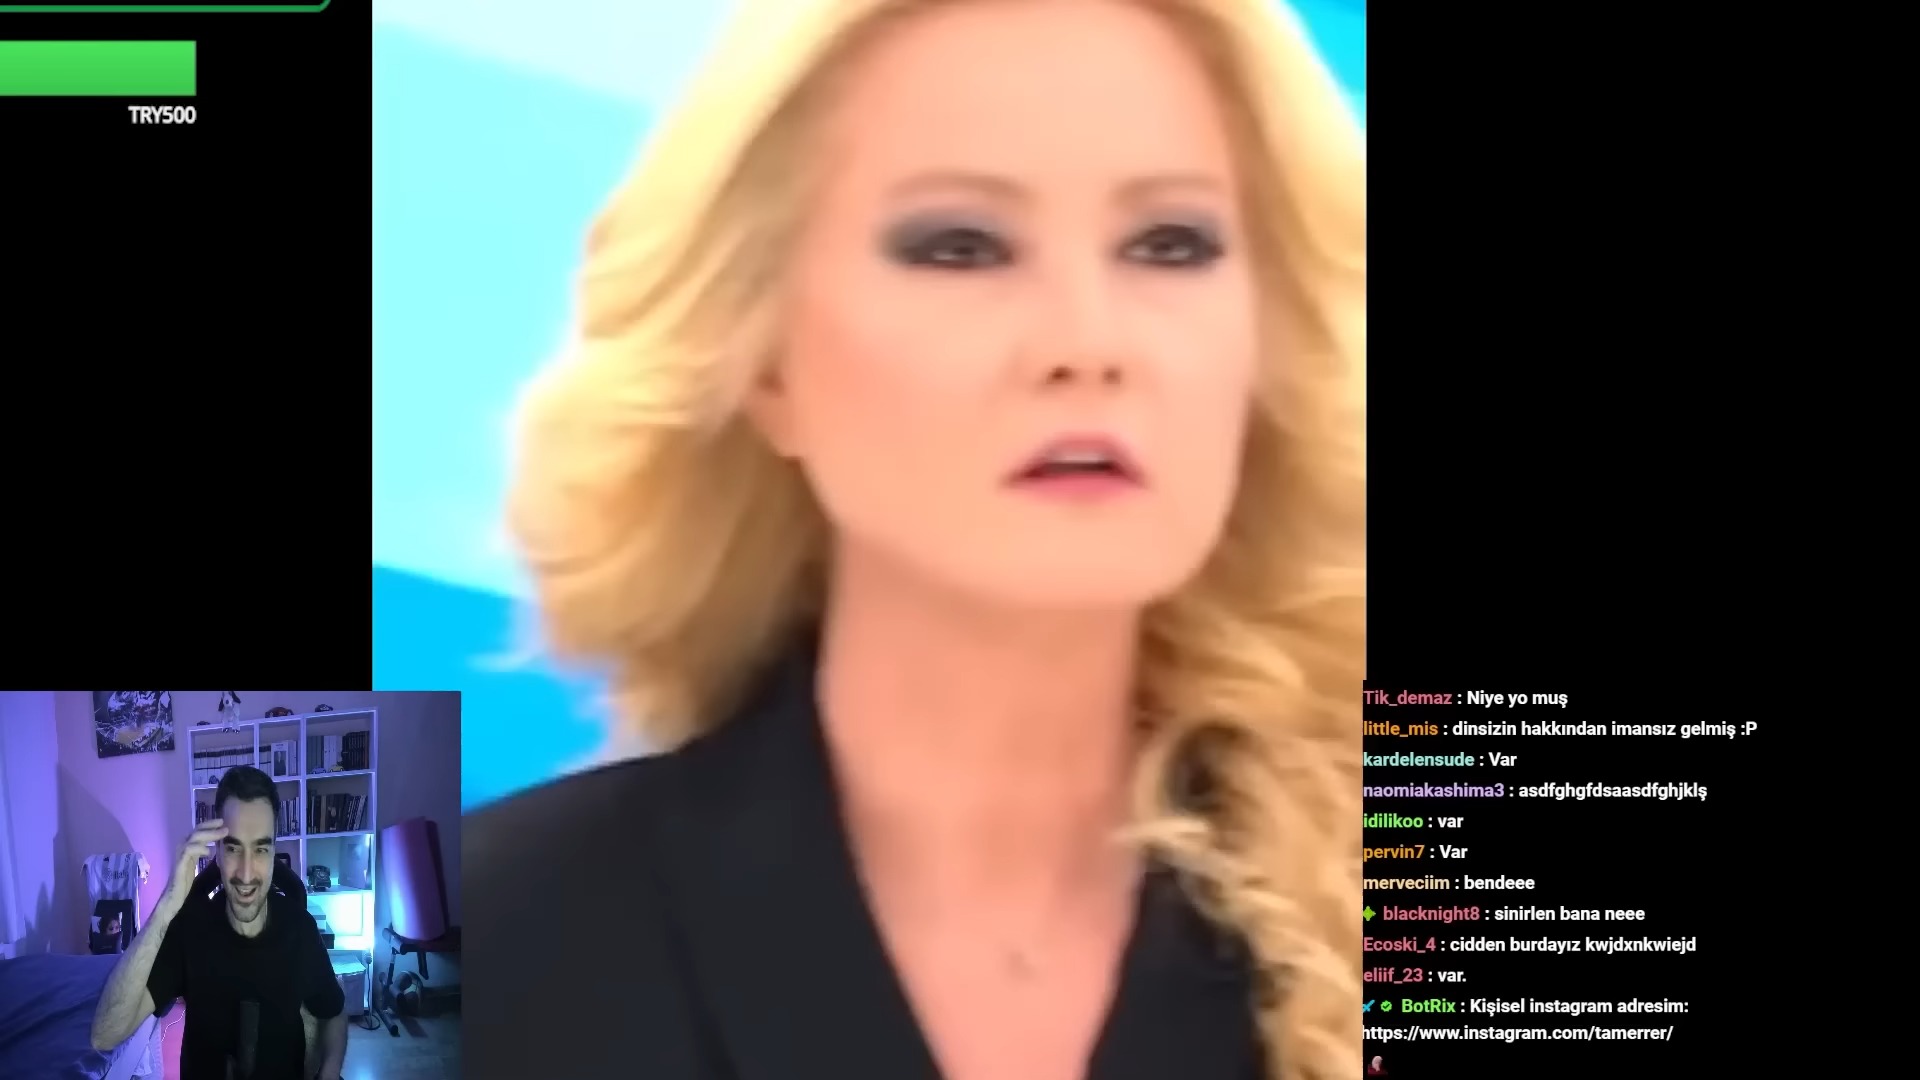 TRY500
Tik_demaz : Niye yo muş
little_mis : dinsizin hakkından imansız gelmiş :P
kardelensude : Var
naomiakashima3 : asdfghgfdsaasdfghjklş
idilikoo : var
pervin7 : Var
merveciim : bendeee
blacknight8 : sinirlen bana neee
Ecoski_4 : cidden burdayız kwjdxnkwiejd
eliif_23 : var.
BotRix : Kişisel instagram adresim:
https://www.instagram.com/tamerrer/